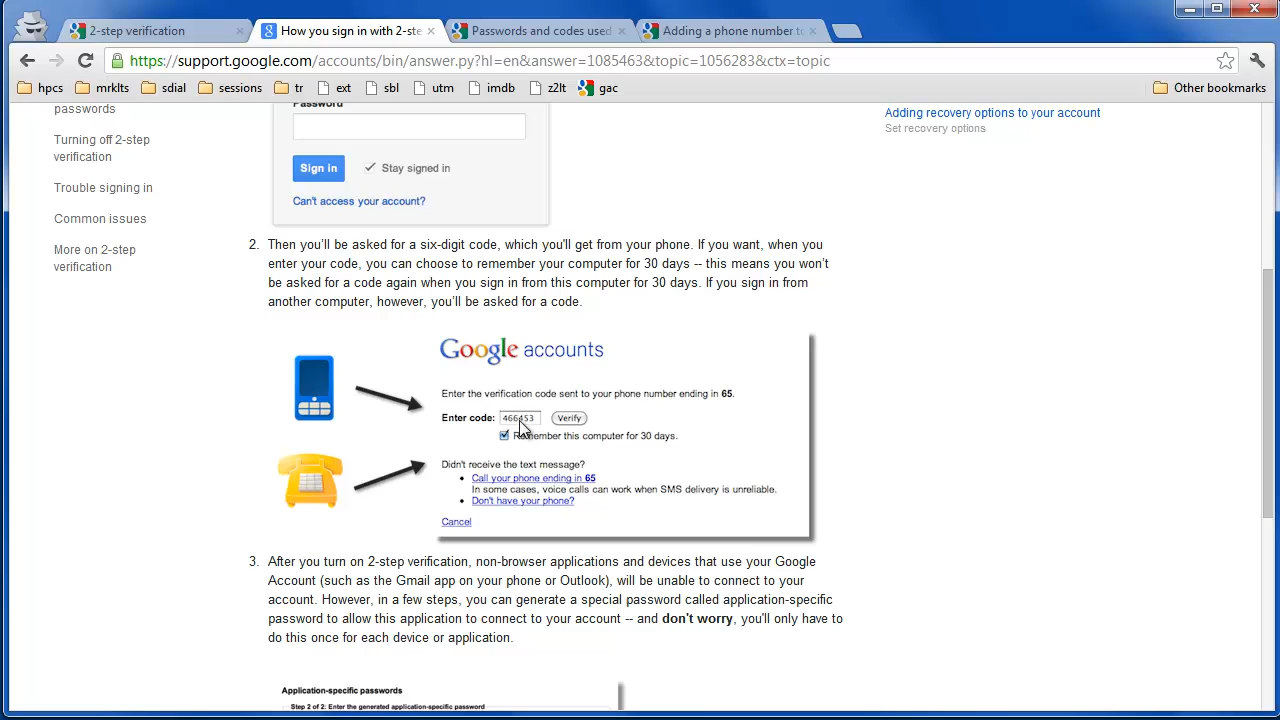 2-step verification
How you sign in with 2-ste
Passwords and codes used
Adding a phone number to
https://support.google.com/accounts/bin/answer.py?hl=en&answer=1085463&topic=1056283&ctx=topic
hpcs mrklts sdial sessions tr ext sbl utm imdb z2lt gac Other bookmarks
passwords
Turning off 2-step
verification
Trouble signing in
Common issues
More on 2-step
verification
Password
Sign in Stay signed in
Can't access your account?
Adding recovery options to your account
Set recovery options
2. Then you'll be asked for a six-digit code, which you'll get from your phone. If you want, when you
enter your code, you can choose to remember your computer for 30 days -- this means you won't
be asked for a code again when you sign in from this computer for 30 days. If you sign in from
another computer, however, you'll be asked for a code.
Google accounts
Enter the verification code sent to your phone number ending in 65.
Enter code: 466453 Verify
Remember this computer for 30 days.
Didn't receive the text message?
• Call your phone ending in 65
In some cases, voice calls can work when SMS delivery is unreliable.
• Don't have your phone?
Cancel
3. After you turn on 2-step verification, non-browser applications and devices that use your Google
Account (such as the Gmail app on your phone or Outlook), will be unable to connect to your
account. However, in a few steps, you can generate a special password called application-specific
password to allow this application to connect to your account -- and don't worry, you'll only have to
do this once for each device or application.
Application-specific passwords
Step 2 of 2: Enter the generated application-specific password